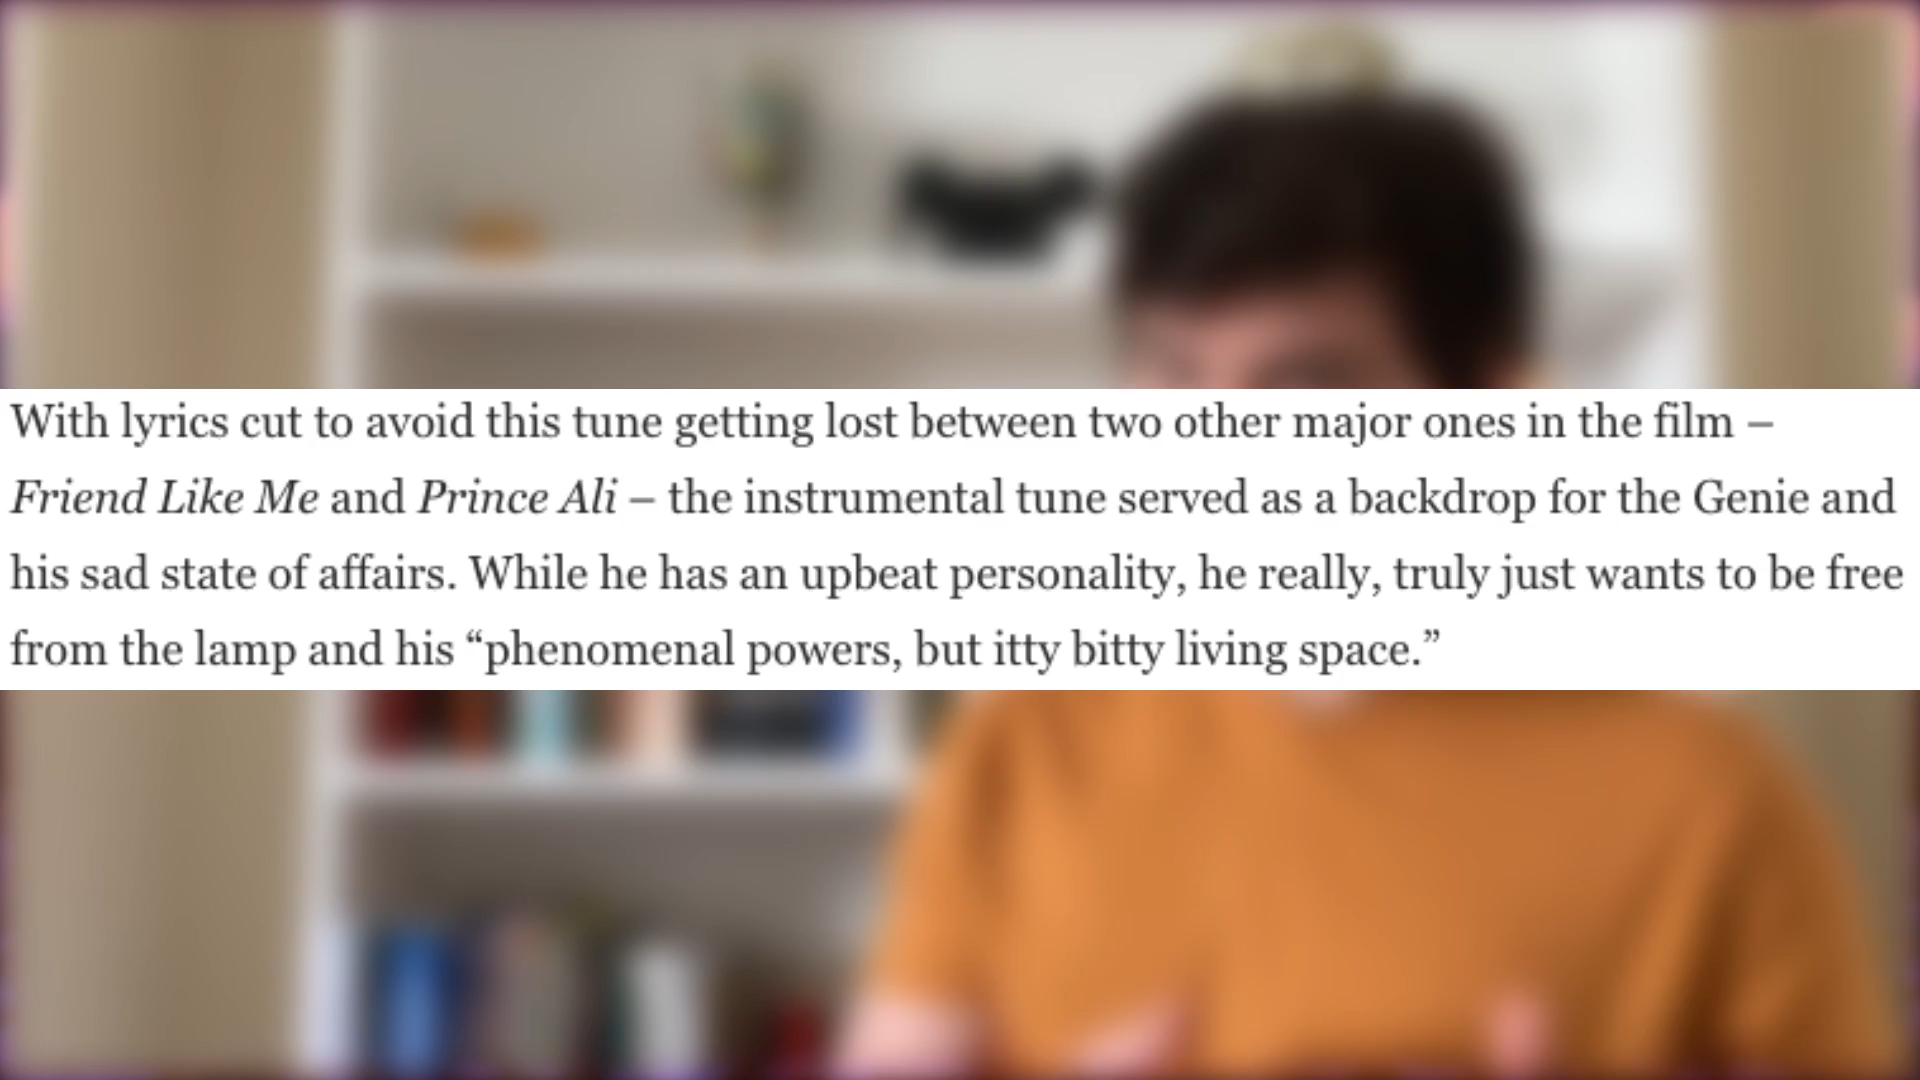 With lyrics cut to avoid this tune getting lost between two other major ones in the film –
Friend Like Me and Prince Ali – the instrumental tune served as a backdrop for the Genie and
his sad state of affairs. While he has an upbeat personality, he really, truly just wants to be free
from the lamp and his “phenomenal powers, but itty bitty living space.”